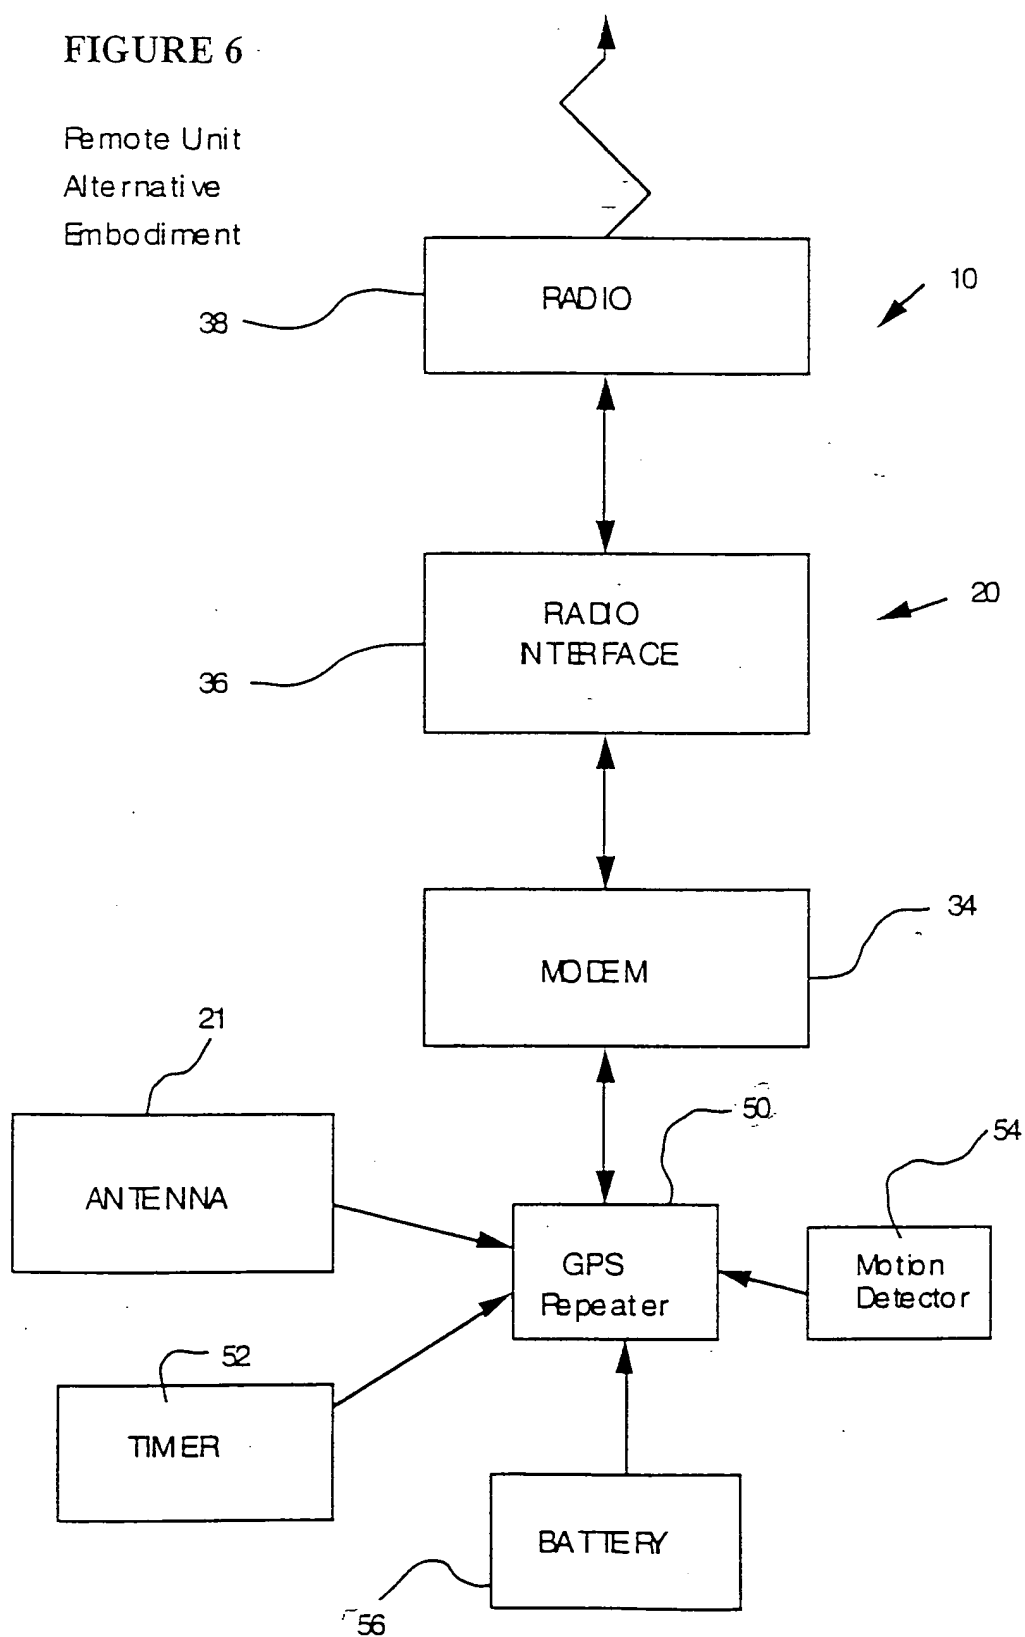 FIGURE 6
Remote Unit
Alternative
Embodiment
RADIO
10
38
RADIO
INTERFACE
20
36
MODEM
34
21
ANTENNA
50
54
GPS
Repeater
Motion
Detector
52
TIMER
BATTERY
56